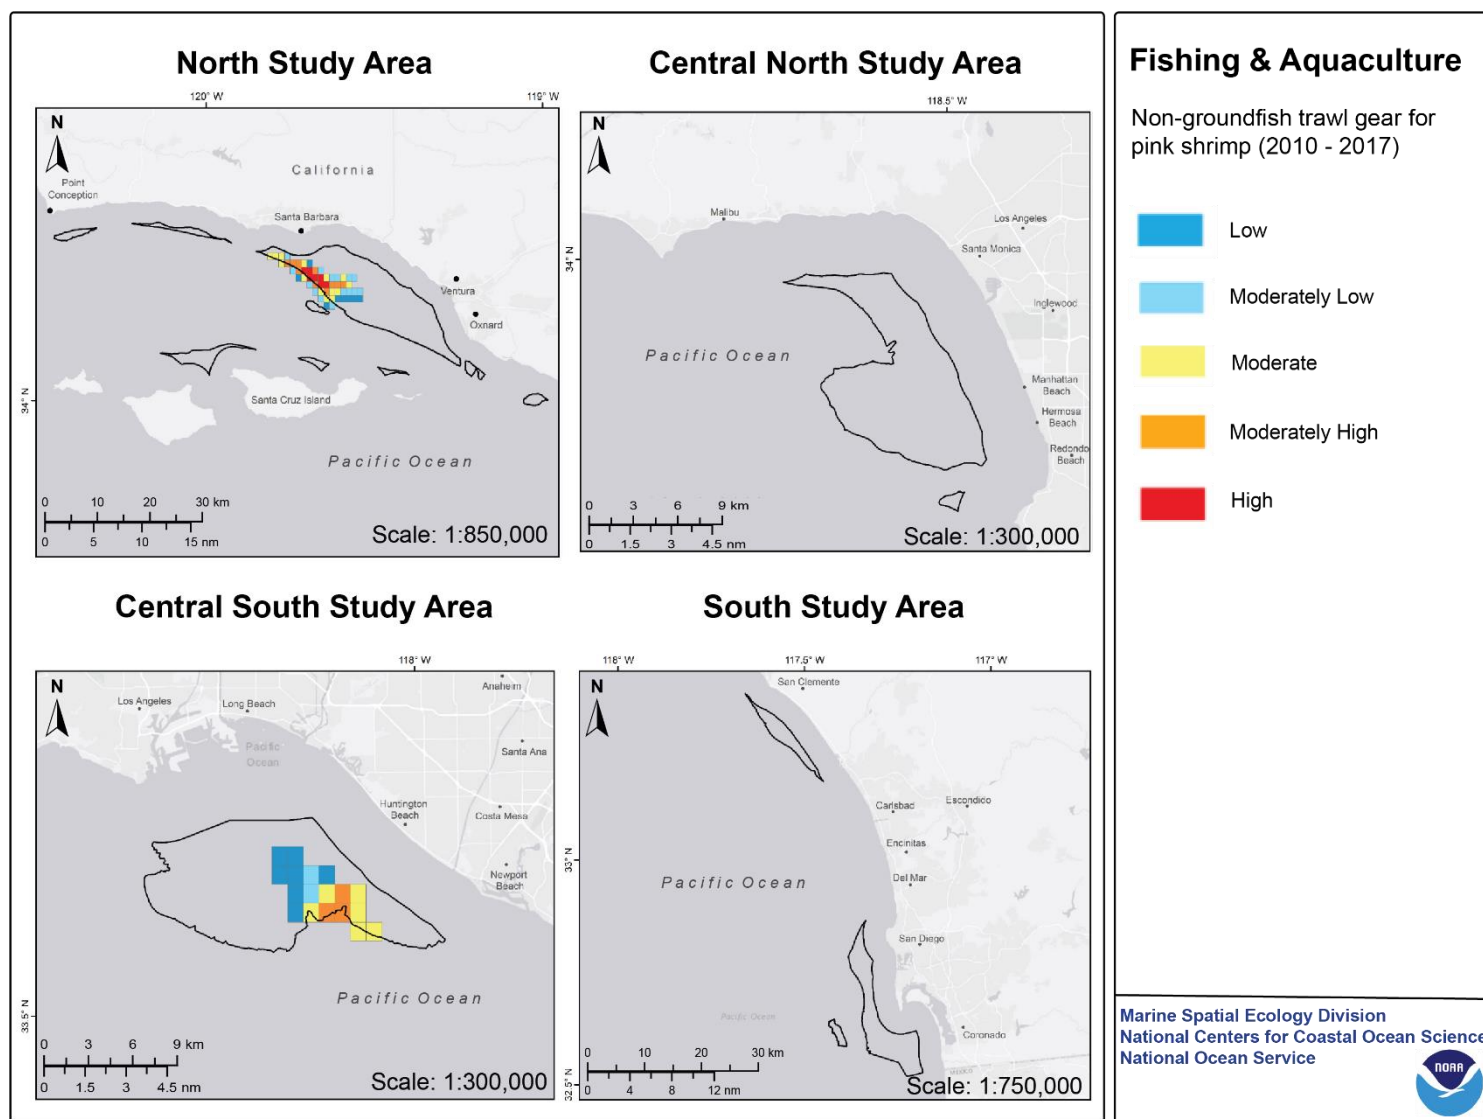 North Study Area
120° W
119° W
N
California
Point
Conception
Santa Barbara
Ventura
Oxnard
34° N
Santa Cruz Island
Pacific Ocean
0 10 20 30 km
0 5 10 15 nm
Scale: 1:850,000
Central North Study Area
118.5° W
N
Malibu
Los Angeles
Santa Monica
34° N
Inglewood
Pacific Ocean
Manhattan
Beach
Hermosa
Beach
Redondo
Beach
0 3 6 9 km
0 1.5 3 4.5 nm
Scale: 1:300,000
Central South Study Area
118° W
N
Anaheim
Los Angeles
Long Beach
Pacific
Ocean
Santa Ana
Huntington
Beach
Costa Mesa
Newport
Beach
Pacific Ocean
33.5° N
0 3 6 9 km
0 1.5 3 4.5 nm
Scale: 1:300,000
South Study Area
118° W
117.5° W
117° W
N
San Clemente
Carlsbad
Escondido
Encinitas
33° N
Pacific Ocean
Del Mar
San Diego
Pacific Ocean
Coronado
MEXICO
32.5° N
0 10 20 30 km
0 4 8 12 nm
Scale: 1:750,000
Fishing & Aquaculture
Non-groundfish trawl gear for
pink shrimp (2010 - 2017)
Low
Moderately Low
Moderate
Moderately High
High
Marine Spatial Ecology Division
National Centers for Coastal Ocean Science
National Ocean Service
NOAA